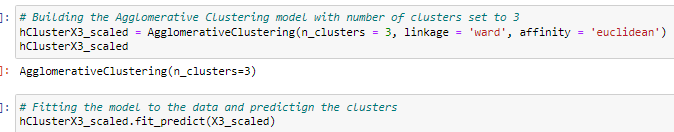 ]: # Building the Agglomerative Clustering model with number of clusters set to 3
hClusterX3_scaled = AgglomerativeClustering(n_clusters = 3, linkage = 'ward', affinity = 'euclidean')
hClusterX3_scaled
]: AgglomerativeClustering(n_clusters=3)
]: # Fitting the model to the data and predictign the clusters
hClusterX3_scaled.fit_predict(X3_scaled)